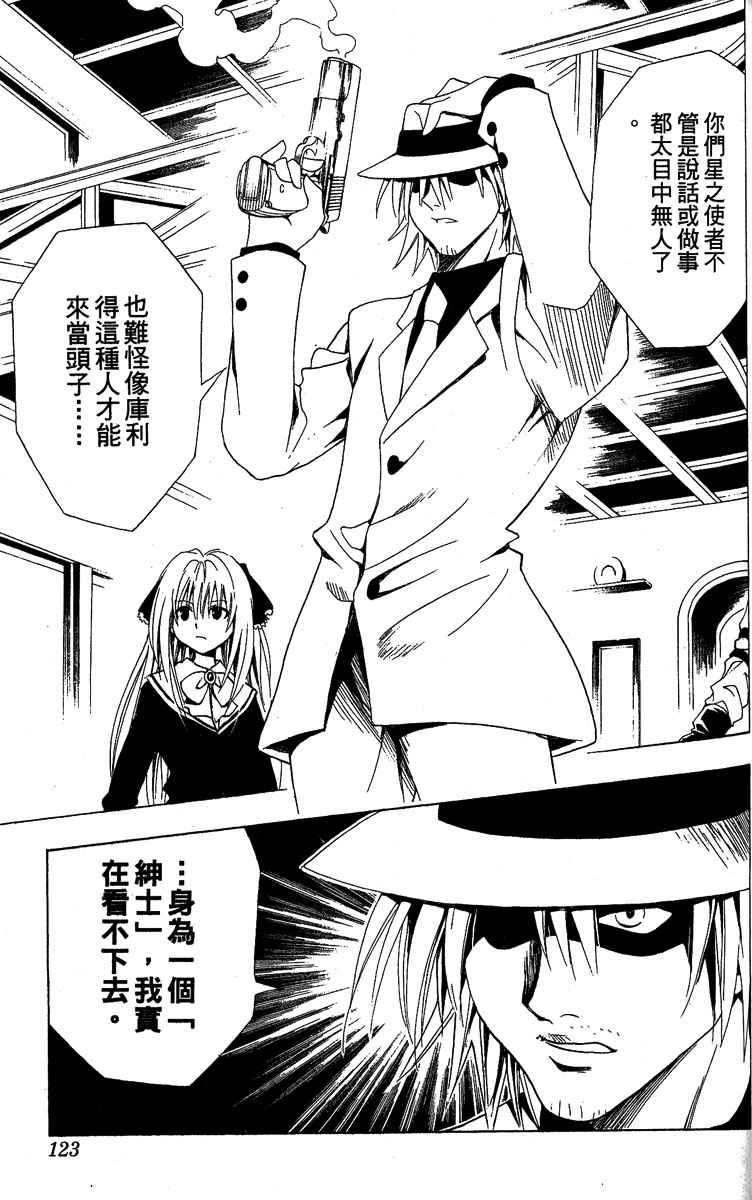 你們星之使者不
管是說話或做事
都太目中無人了
。
也難怪像庫利
得這種人才能
來當頭子……
…身為一個「
紳士」，我實
在看不下去。
123